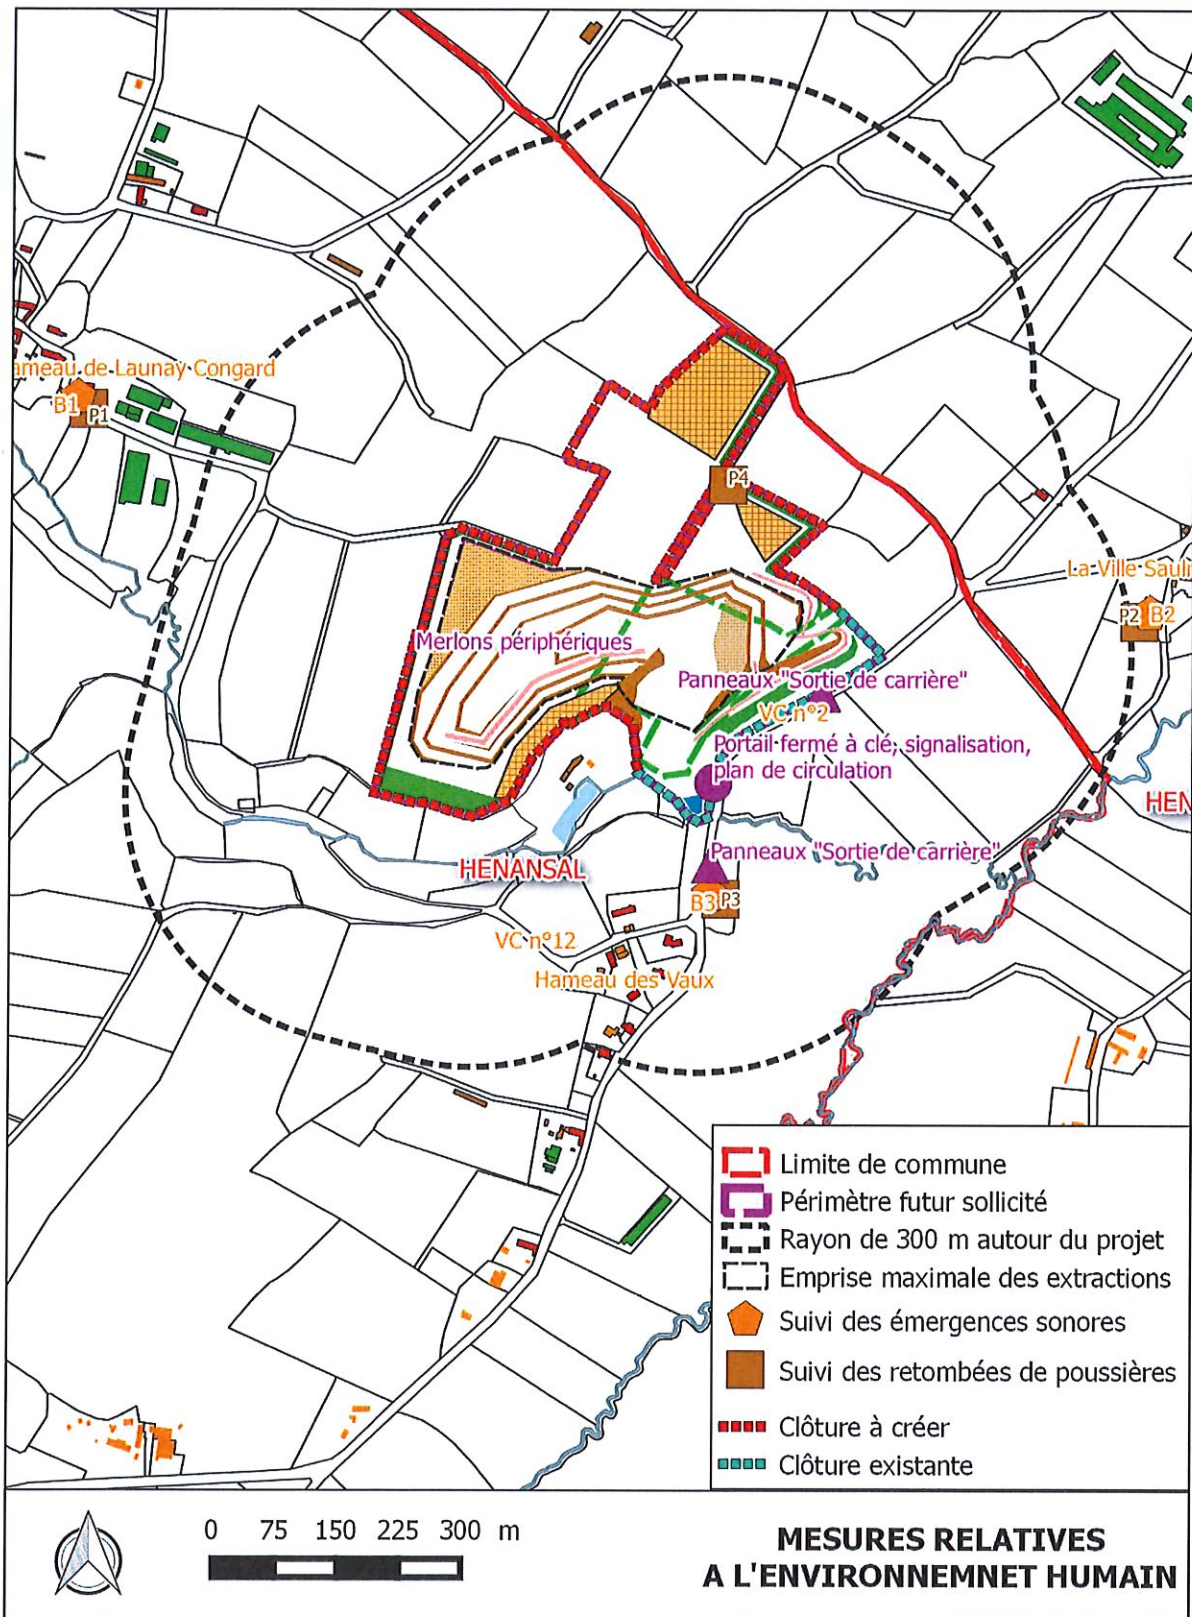 ameau de Launay Congard
B1
P1
P4
La Ville Saulin
P2
B2
Merlons périphériques
Panneaux "Sortie de carrière"
VC n°2
Portail fermé à clé, signalisation,
plan de circulation
HEN
Panneaux "Sortie de carrière"
HENANSAL
B3
P3
VC n°12
Hameau des Vaux
Limite de commune
Périmètre futur sollicité
Rayon de 300 m autour du projet
Emprise maximale des extractions
Suivi des émergences sonores
Suivi des retombées de poussières
Clôture à créer
Clôture existante
0 75 150 225 300 m
MESURES RELATIVES
A L'ENVIRONNEMNET HUMAIN